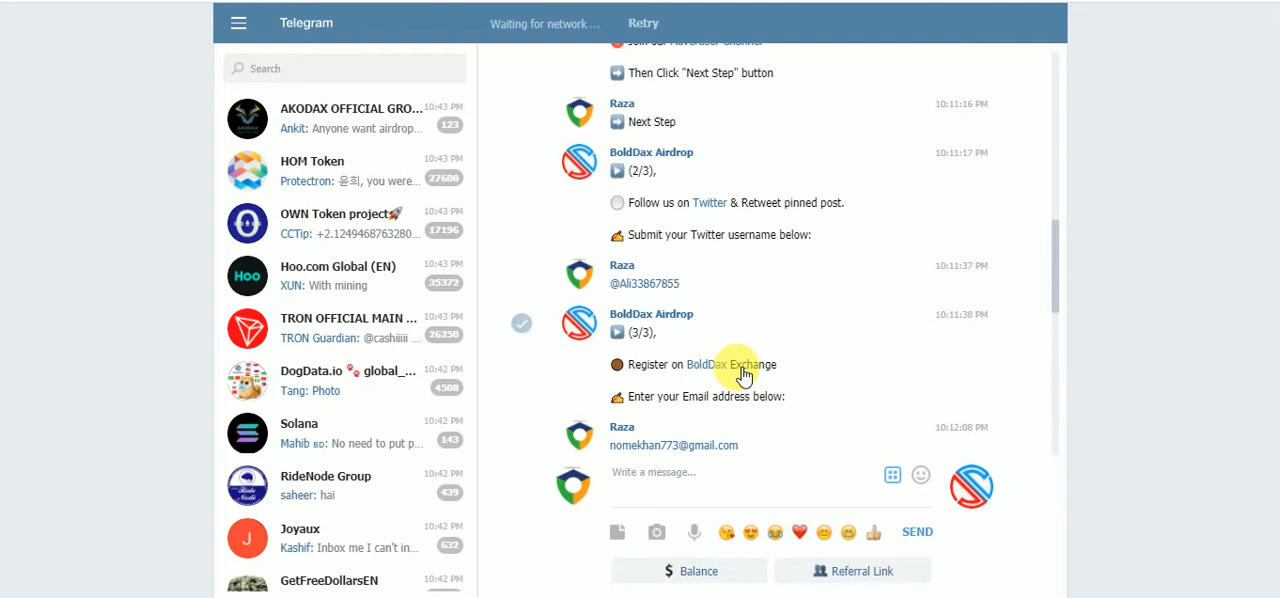 Telegram
Waiting for network ...
Retry
Search
AKODAX OFFICIAL GRO... 10:43 PM
Ankit: Anyone want airdrop... 123
HOM Token 10:43 PM
Protectron: 윤희, you were... 27600
OWN Token project🚀 10:43 PM
CCTip: +2.1249468763280... 17196
Hoo.com Global (EN) 10:43 PM
XUN: With mining 35372
TRON OFFICIAL MAIN ... 10:43 PM
TRON Guardian: @cashiiiii ... 26250
DogData.io 🐾 global_... 10:42 PM
Tang: Photo 4508
Solana 10:42 PM
Mahib BD: No need to put p... 143
RideNode Group 10:42 PM
saheer: hai 439
Joyaux 10:42 PM
Kashif: Inbox me I can't in... 632
GetFreeDollarsEN 10:42 PM
Join our Advertiser Channel
➡️ Then Click "Next Step" button
Raza 10:11:16 PM
➡️ Next Step
BoldDax Airdrop 10:11:17 PM
▶️ (2/3),
Follow us on Twitter & Retweet pinned post.
✍️ Submit your Twitter username below:
Raza 10:11:37 PM
@Ali33867855
BoldDax Airdrop 10:11:38 PM
▶️ (3/3),
Register on BoldDax Exchange
✍️ Enter your Email address below:
Raza 10:12:08 PM
nomekhan773@gmail.com
Write a message...
SEND
$ Balance
Referral Link
hoo
J